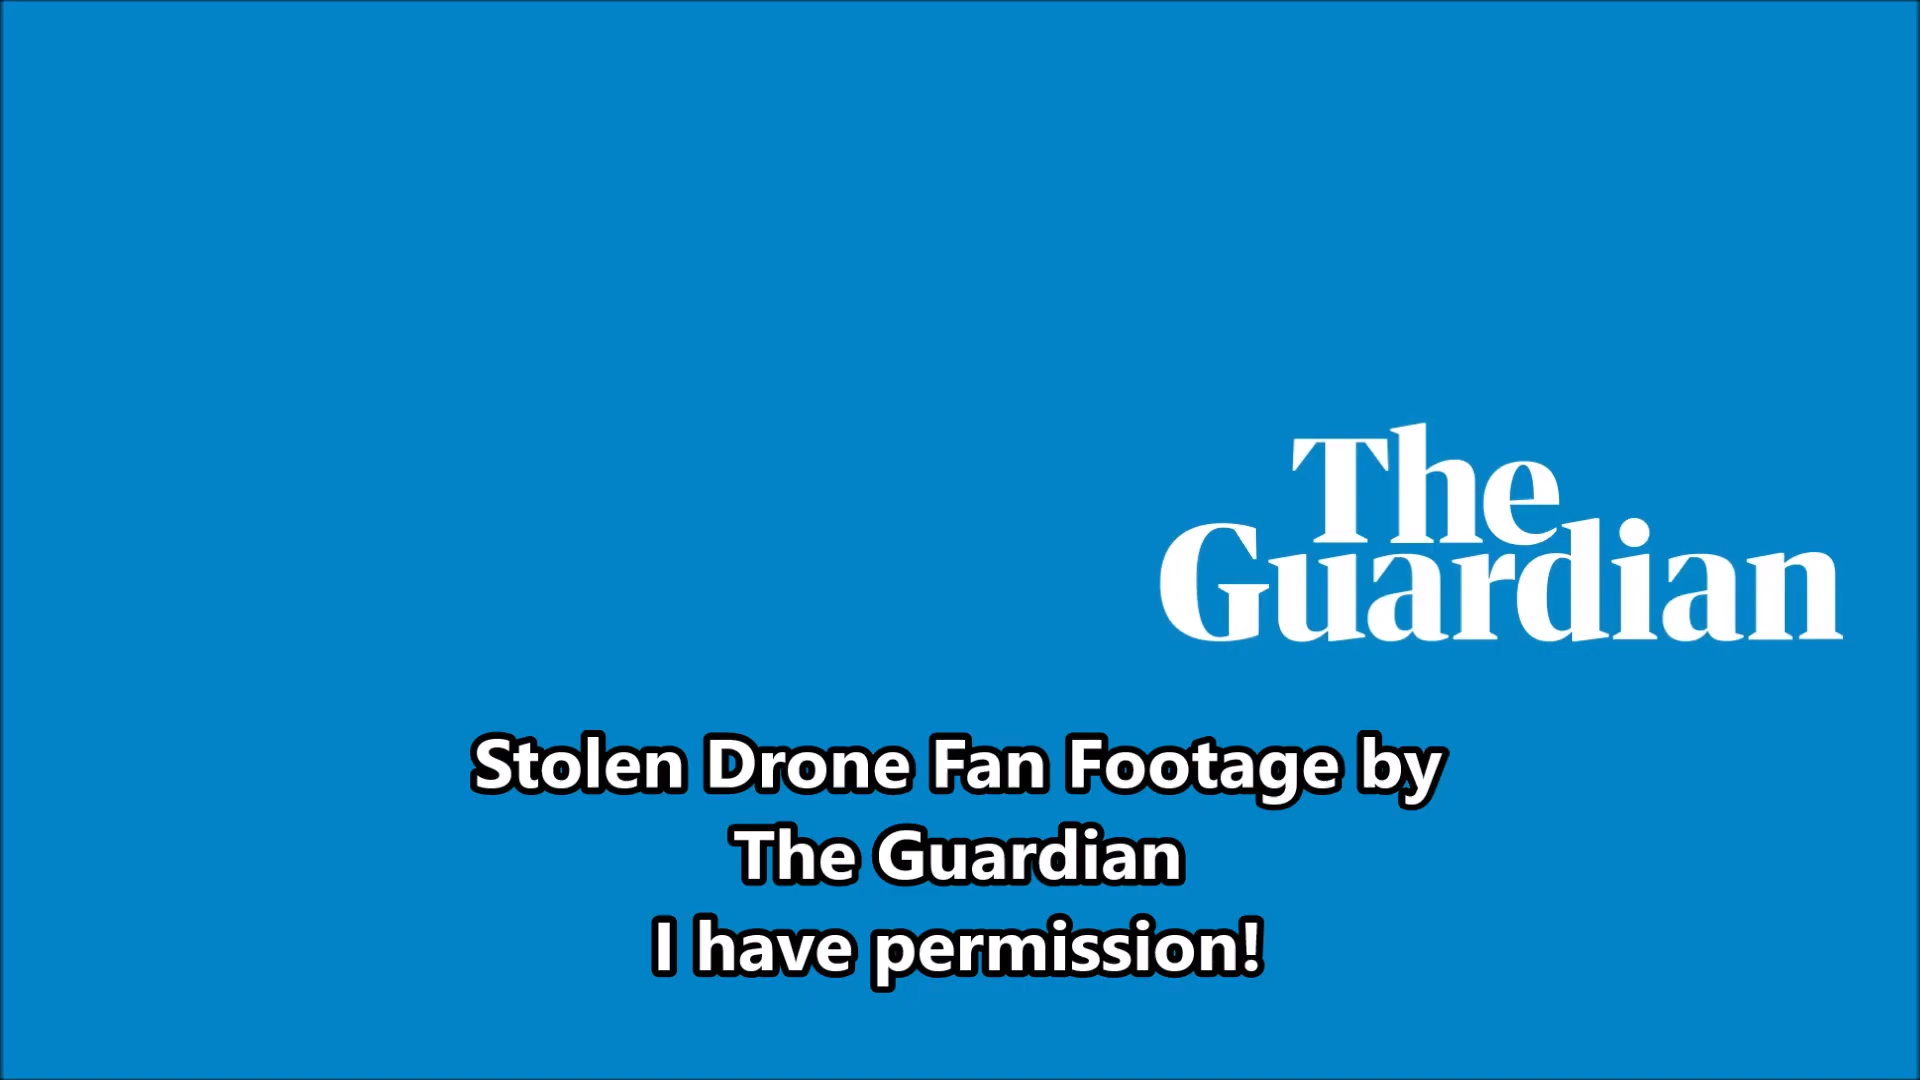 The
Guardian
Stolen Drone Fan Footage by
The Guardian
I have permission!